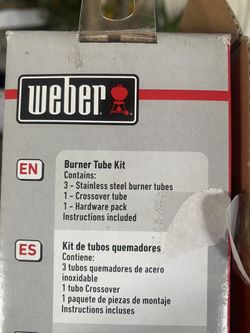 weber
EN
Burner Tube Kit
Contains:
3 - Stainless steel burner tubes
1 - Crossover tube
1 - Hardware pack
Instructions included
ES
Kit de tubos quemadores
Contiene:
3 tubos quemadores de acero
inoxidable
1 tubo Crossover
1 paquete de piezas de montaje
Instructions incluses